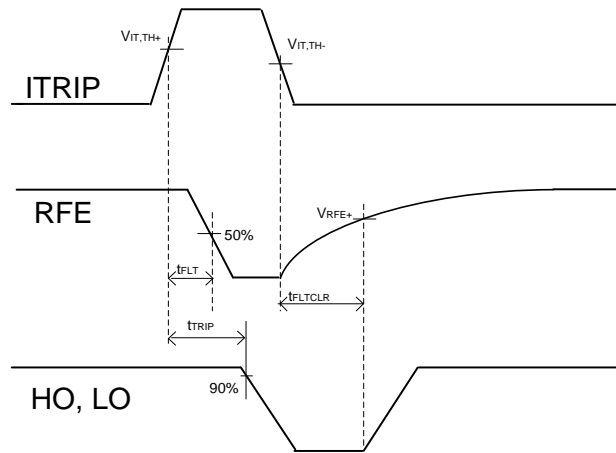 VIT,TH+
VIT,TH-
ITRIP
RFE
VRFE+
50%
tFLT
tFLTCLR
tTRIP
90%
HO, LO